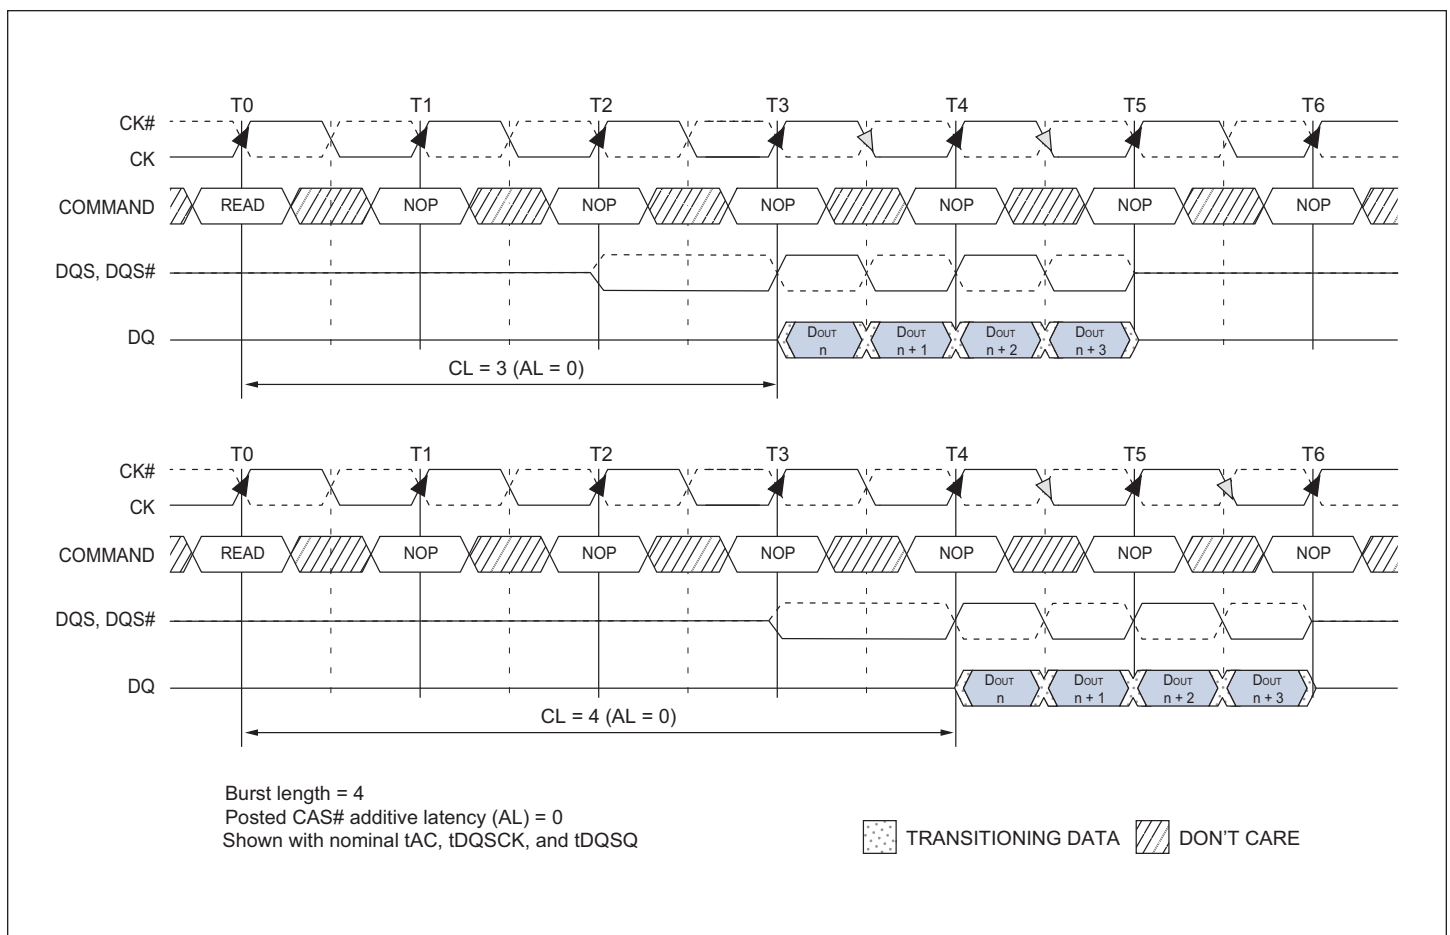 T0 T1 T2 T3 T4 T5 T6
CK#
CK
COMMAND READ NOP NOP NOP NOP NOP NOP
DQS, DQS#
DQ DOUT n DOUT n + 1 DOUT n + 2 DOUT n + 3
CL = 3 (AL = 0)
T0 T1 T2 T3 T4 T5 T6
CK#
CK
COMMAND READ NOP NOP NOP NOP NOP NOP
DQS, DQS#
DQ DOUT n DOUT n + 1 DOUT n + 2 DOUT n + 3
CL = 4 (AL = 0)
Burst length = 4
Posted CAS# additive latency (AL) = 0
Shown with nominal tAC, tDQSCK, and tDQSQ
TRANSITIONING DATA DON'T CARE